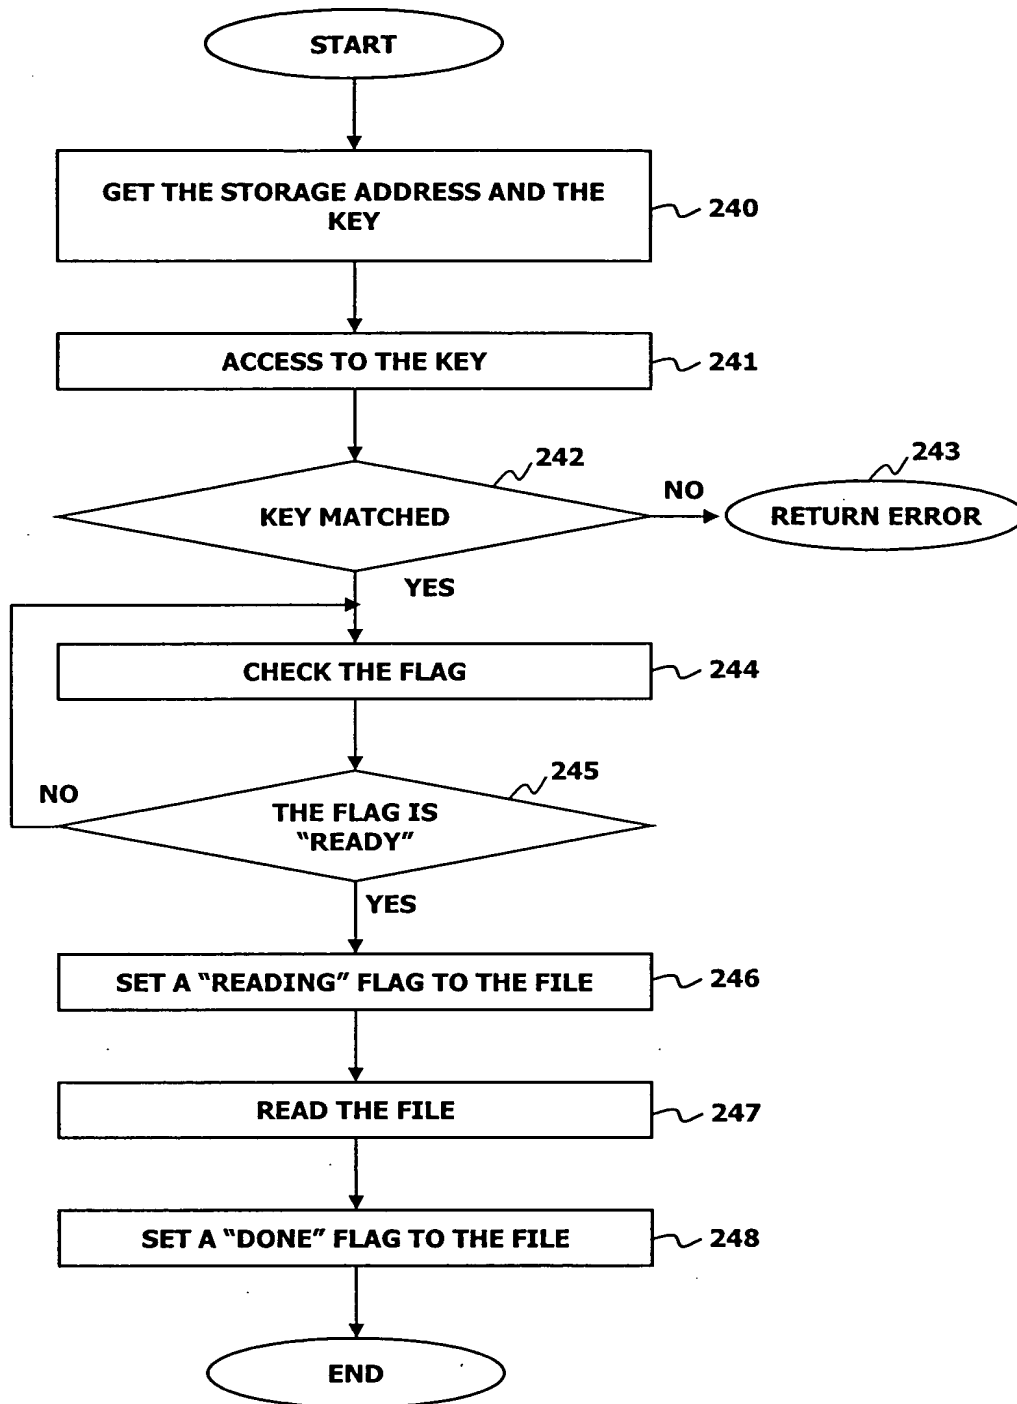 START
GET THE STORAGE ADDRESS AND THE
KEY
240
ACCESS TO THE KEY
241
242
243
KEY MATCHED
NO
RETURN ERROR
YES
CHECK THE FLAG
244
245
NO
THE FLAG IS
“READY”
YES
SET A “READING” FLAG TO THE FILE
246
READ THE FILE
247
SET A “DONE” FLAG TO THE FILE
248
END